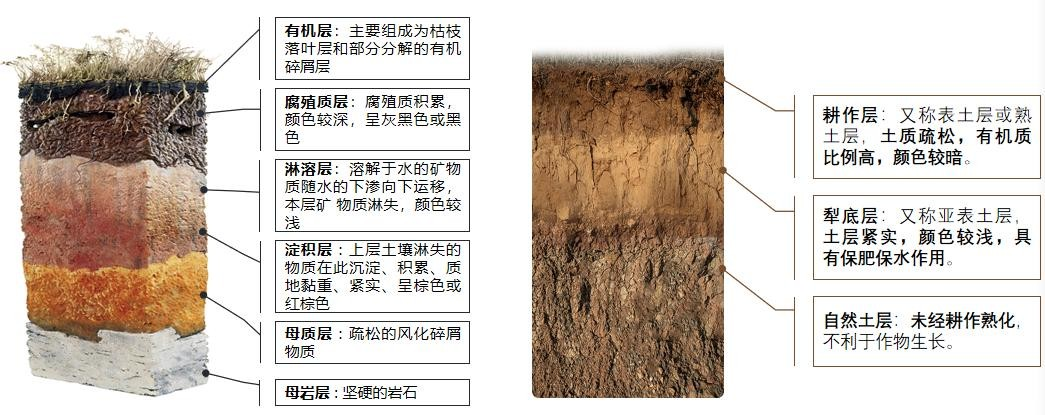 有机层：主要组成为枯枝
落叶层和部分分解的有机
碎屑层
腐殖质层：腐殖质积累，
颜色较深，呈灰黑色或黑
色
淋溶层：溶解于水的矿物
质随水的下渗向下运移，
本层矿 物质淋失，颜色较
浅
淀积层：上层土壤淋失的
物质在此沉淀、积累、质
地黏重、紧实、呈棕色或
红棕色
母质层：疏松的风化碎屑
物质
母岩层：坚硬的岩石
耕作层：又称表土层或熟
土层，土质疏松，有机质
比例高，颜色较暗。
犁底层：又称亚表土层，
土层紧实，颜色较浅，具
有保肥保水作用。
自然土层：未经耕作熟化，
不利于作物生长。